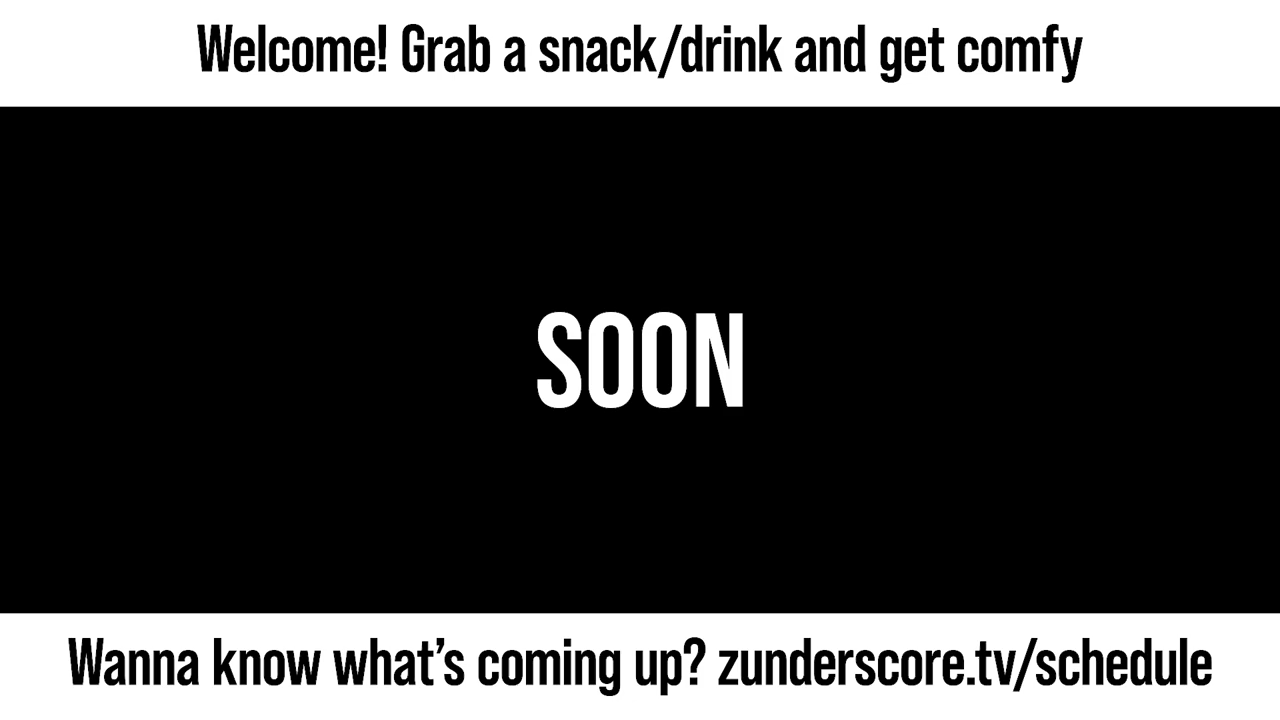 Welcome! Grab a snack/drink and get comfy
SOON
Wanna know what’s coming up? zunderscore.tv/schedule